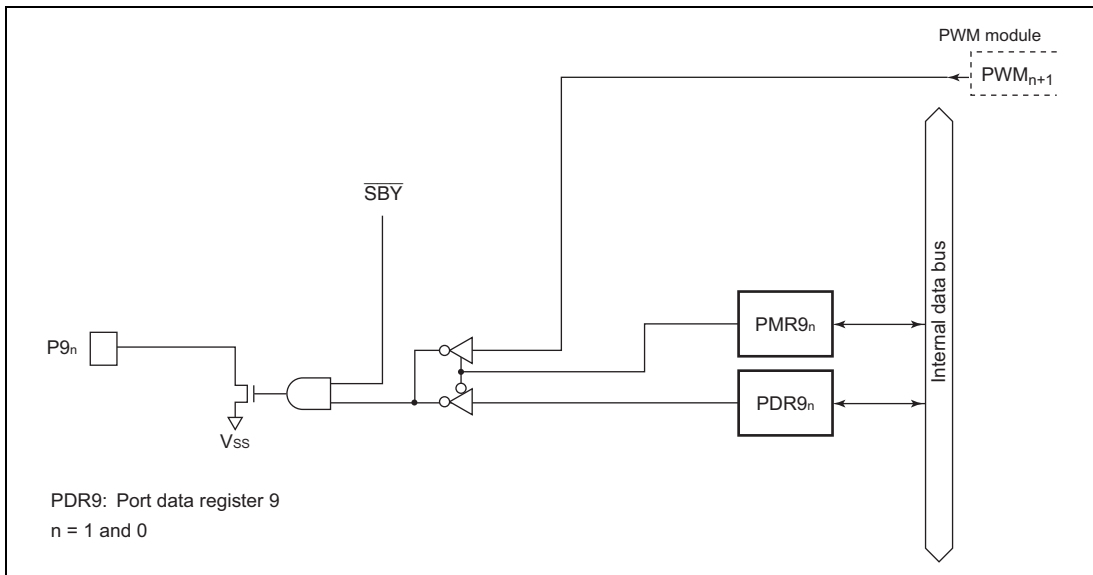 PWM module
PWMn+1
SBY
Internal data bus
PMR9n
P9n
PDR9n
VSS
PDR9: Port data register 9
n = 1 and 0